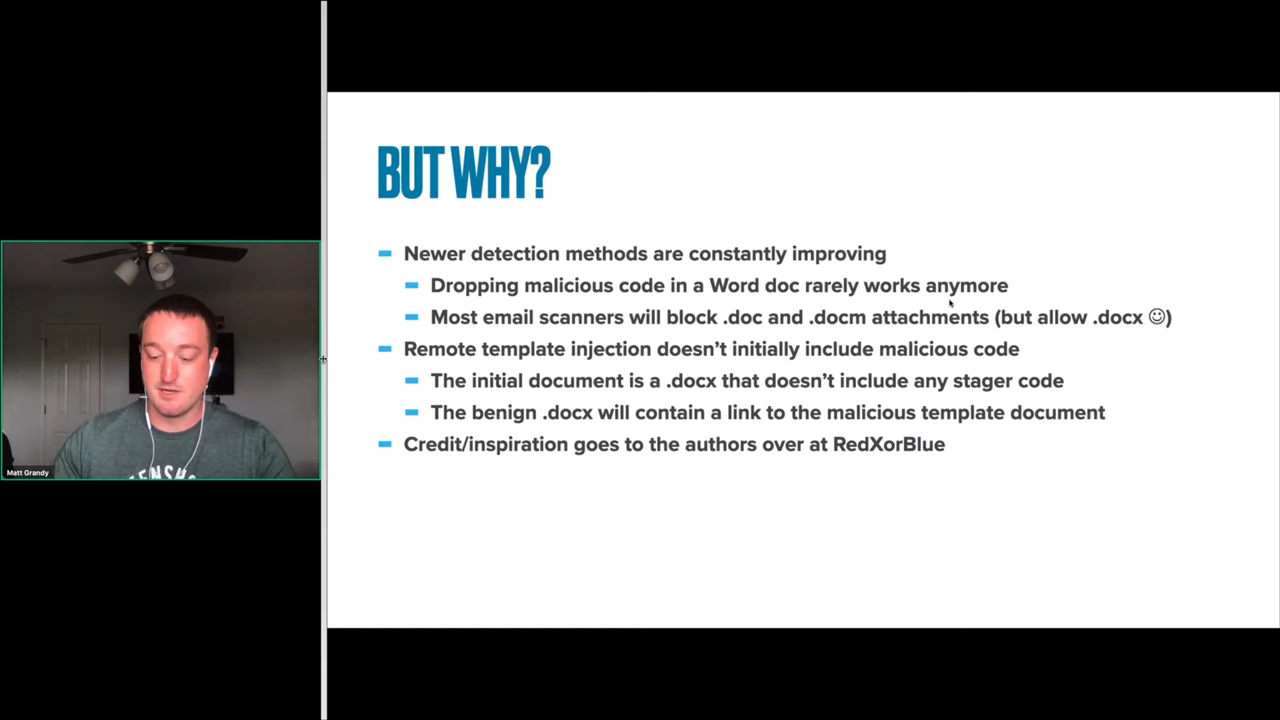 BUT WHY?
Newer detection methods are constantly improving
Dropping malicious code in a Word doc rarely works anymore
Most email scanners will block .doc and .docm attachments (but allow .docx ☺)
Remote template injection doesn’t initially include malicious code
The initial document is a .docx that doesn’t include any stager code
The benign .docx will contain a link to the malicious template document
Credit/inspiration goes to the authors over at RedXorBlue
Matt Grandy